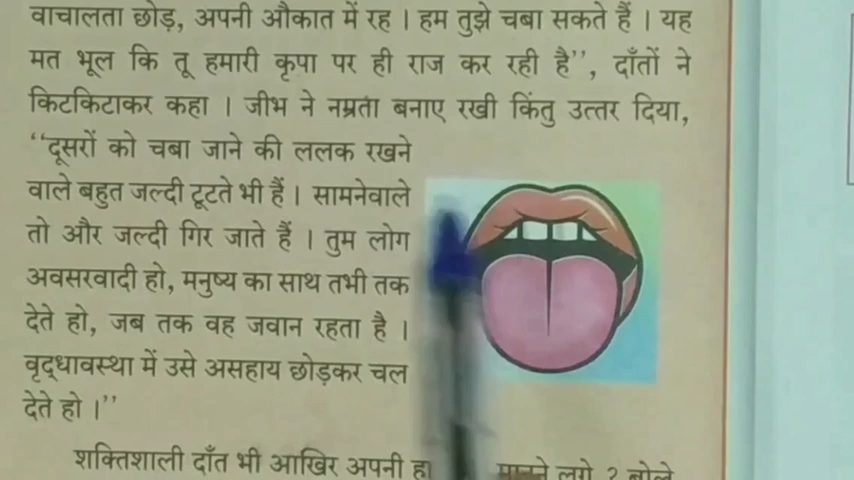 वाचालता छोड़, अपनी औकात में रह । हम तुझे चबा सकते हैं । यह
मत भूल कि तू हमारी कृपा पर ही राज कर रही है”, दाँतों ने
किटकिटाकर कहा । जीभ ने नम्रता बनाए रखी किंतु उत्तर दिया,
“दूसरों को चबा जाने की ललक रखने
वाले बहुत जल्दी टूटते भी हैं । सामनेवाले
तो और जल्दी गिर जाते हैं । तुम लोग
अवसरवादी हो, मनुष्य का साथ तभी तक
देते हो, जब तक वह जवान रहता है ।
वृद्धावस्था में उसे असहाय छोड़कर चल
देते हो ।”
शक्तिशाली दाँत भी आखिर अपनी लगे ? बोले